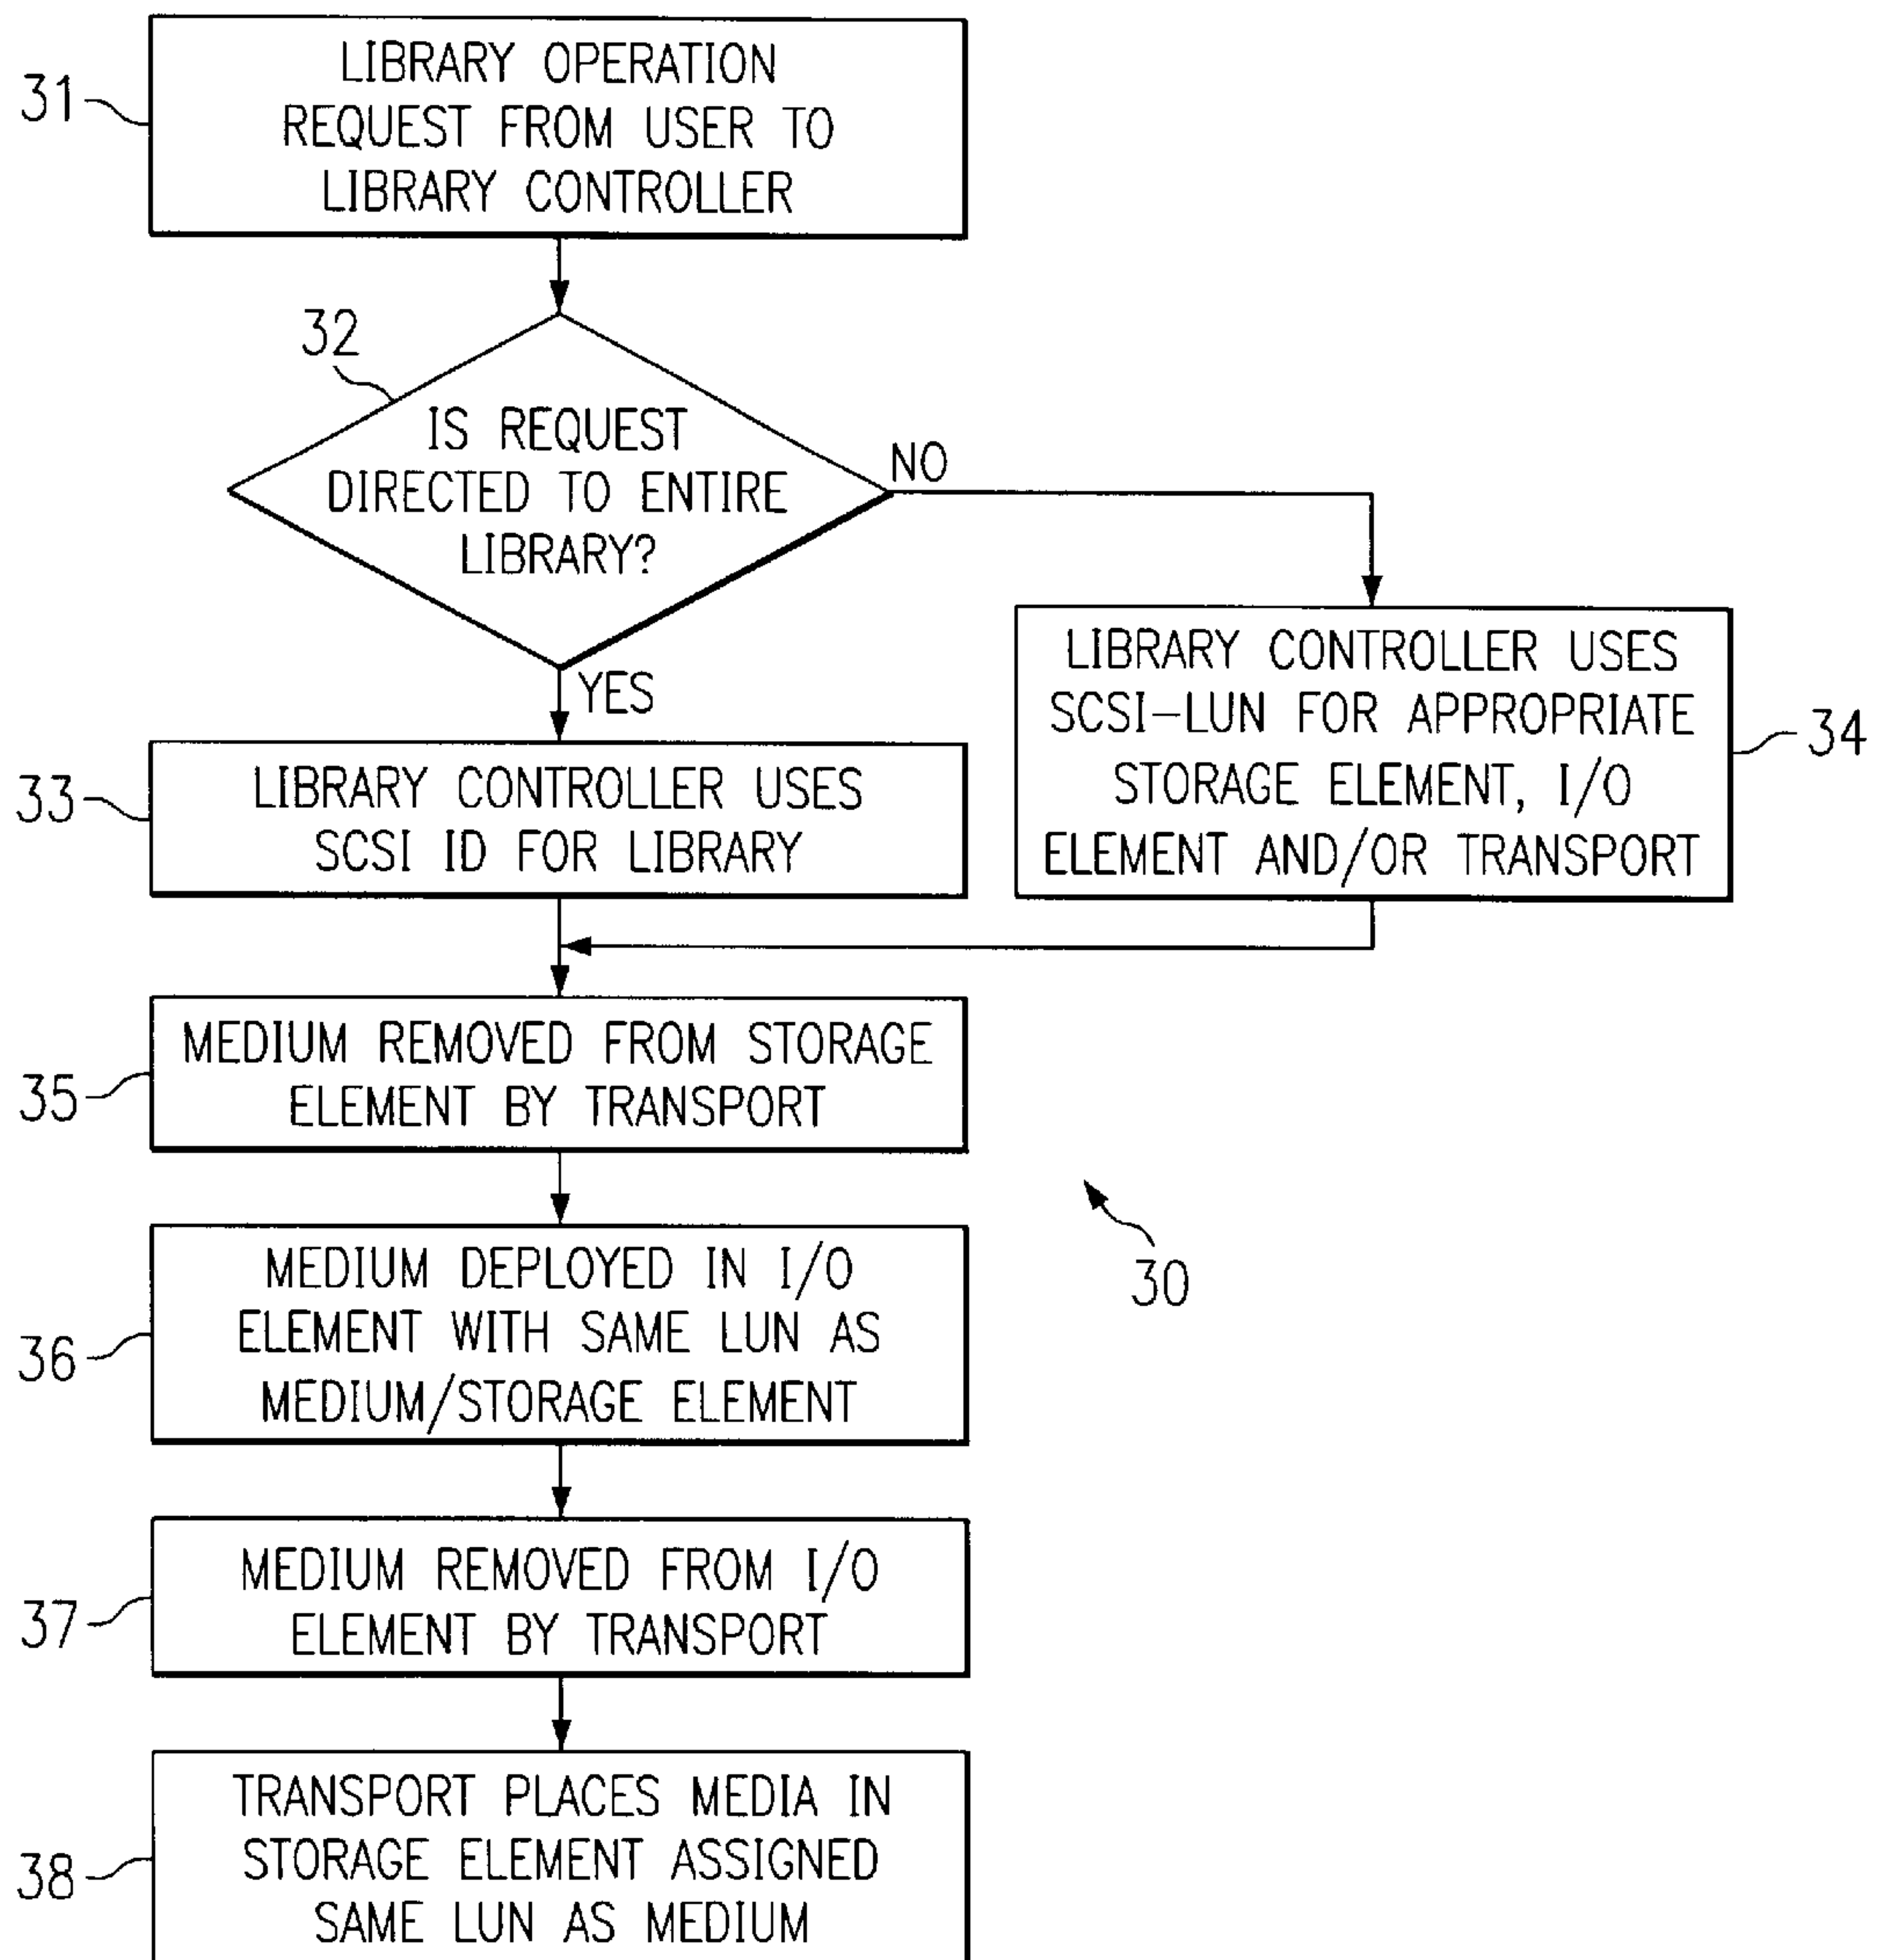 31
LIBRARY OPERATION
REQUEST FROM USER TO
LIBRARY CONTROLLER
32
IS REQUEST
DIRECTED TO ENTIRE
LIBRARY?
NO
YES
33
LIBRARY CONTROLLER USES
SCSI ID FOR LIBRARY
LIBRARY CONTROLLER USES
SCSI-LUN FOR APPROPRIATE
STORAGE ELEMENT, I/O
ELEMENT AND/OR TRANSPORT
34
35
MEDIUM REMOVED FROM STORAGE
ELEMENT BY TRANSPORT
30
36
MEDIUM DEPLOYED IN I/O
ELEMENT WITH SAME LUN AS
MEDIUM/STORAGE ELEMENT
37
MEDIUM REMOVED FROM I/O
ELEMENT BY TRANSPORT
38
TRANSPORT PLACES MEDIA IN
STORAGE ELEMENT ASSIGNED
SAME LUN AS MEDIUM